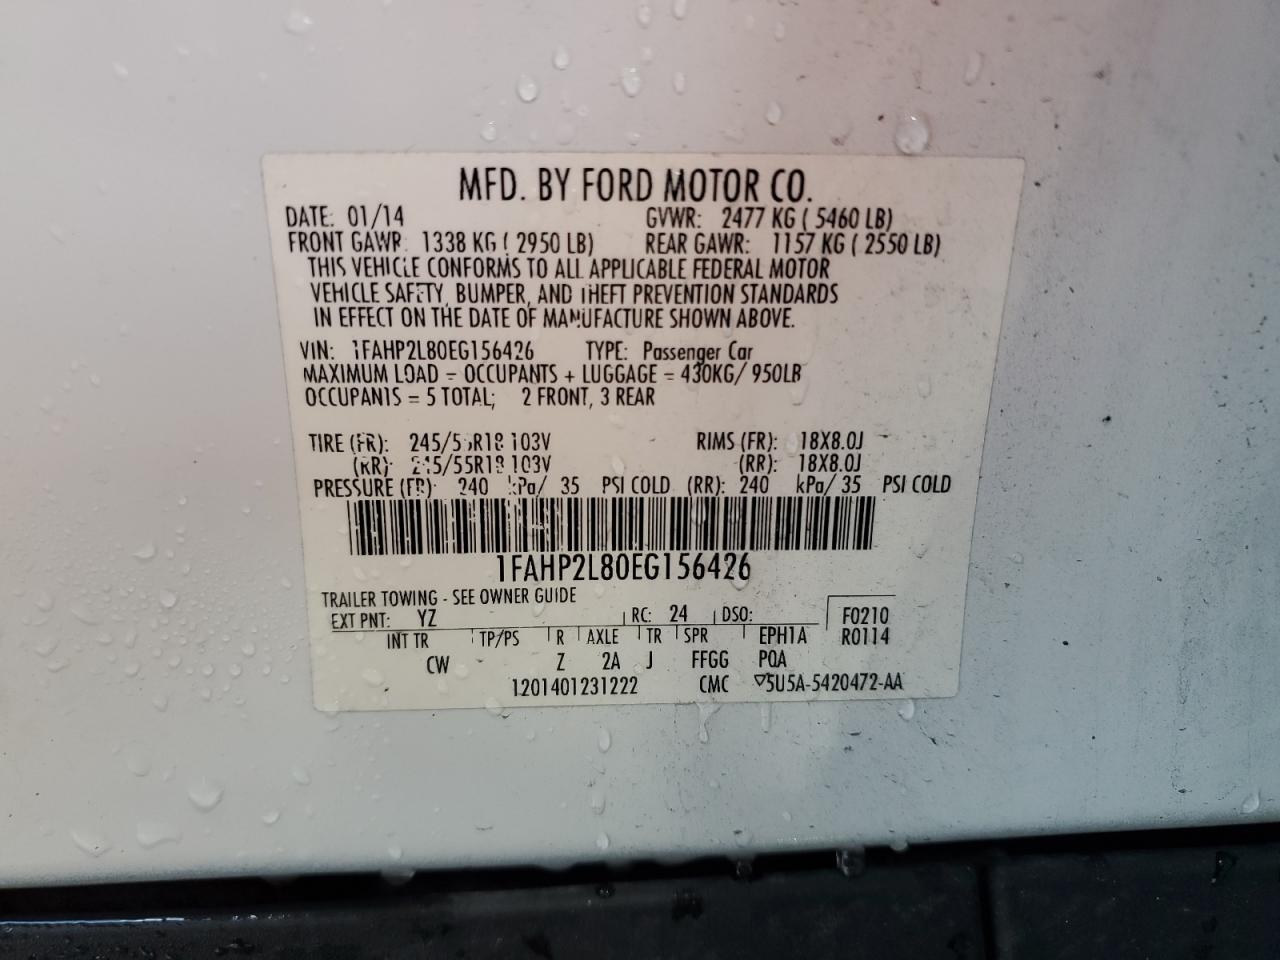 MFD. BY FORD MOTOR CO.
DATE: 01/14 GVWR: 2477 KG ( 5460 LB)
FRONT GAWR: 1338 KG ( 2950 LB) REAR GAWR: 1157 KG ( 2550 LB)
THIS VEHICLE CONFORMS TO ALL APPLICABLE FEDERAL MOTOR
VEHICLE SAFETY, BUMPER, AND THEFT PREVENTION STANDARDS
IN EFFECT ON THE DATE OF MANUFACTURE SHOWN ABOVE.
VIN: 1FAHP2L80EG156426 TYPE: Passenger Car
MAXIMUM LOAD = OCCUPANTS + LUGGAGE = 430KG/ 950LB
OCCUPANTS = 5 TOTAL; 2 FRONT, 3 REAR
TIRE (FR): 245/55R18 103V RIMS (FR): 18X8.0J
(RR): 245/55R18 103V (RR): 18X8.0J
PRESSURE (FR): 240 kPa/ 35 PSI COLD (RR): 240 kPa/ 35 PSI COLD
1FAHP2L80EG156426
TRAILER TOWING - SEE OWNER GUIDE
EXT PNT: YZ RC: 24 DSO: F0210
INT TR TP/PS R AXLE TR SPR EPH1A R0114
CW Z 2A J FFGG PQA
1201401231222 CMC ▽5U5A-5420472-AA